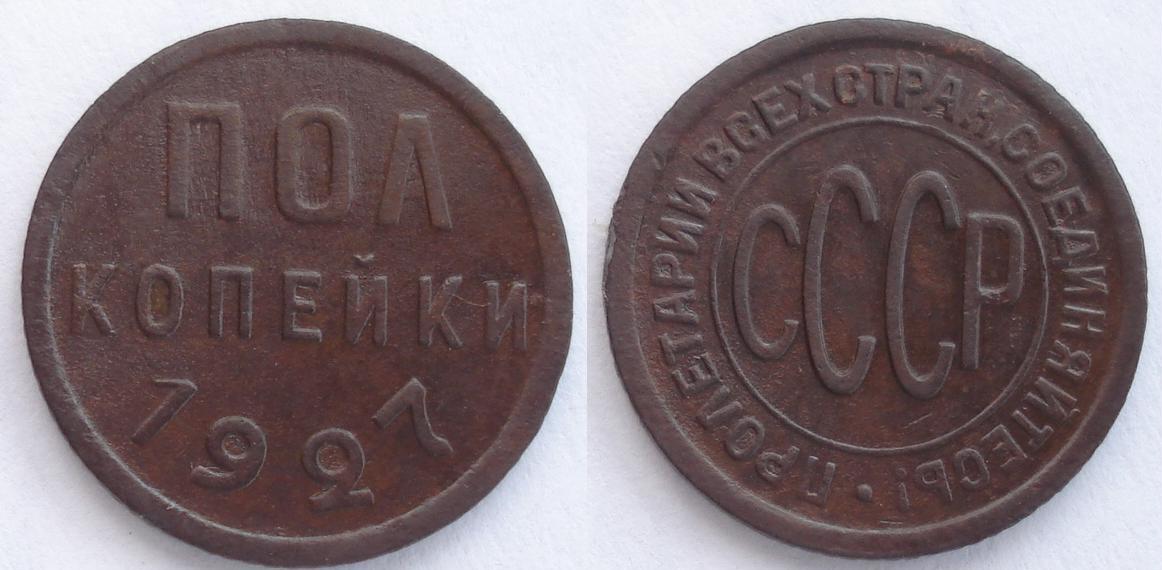 ПОЛ
КОПЕЙКИ
1927
ПРОЛЕТАРИИ ВСЕХ СТРАН, СОЕДИНЯЙТЕСЬ!
СССР